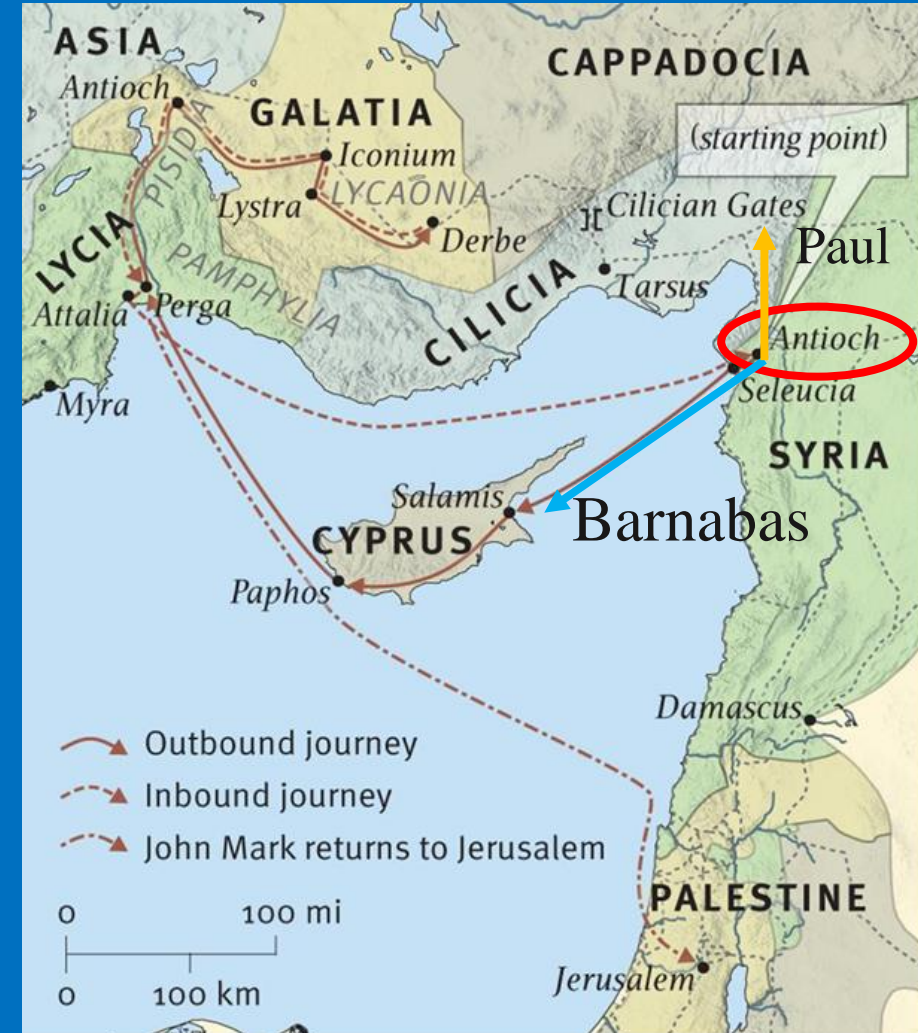 ASIA
CAPPADOCIA
Antioch
GALATIA
(starting point)
Iconium
PISIDIA
LYCAONIA
Lystra
Cilician Gates
Derbe
Paul
LYCIA
PAMPHYLIA
CILICIA
Tarsus
Attalia
Perga
Antioch
Seleucia
Myra
SYRIA
Salamis
Barnabas
CYPRUS
Paphos
Damascus
Outbound journey
Inbound journey
John Mark returns to Jerusalem
PALESTINE
0 100 mi
Jerusalem
0 100 km